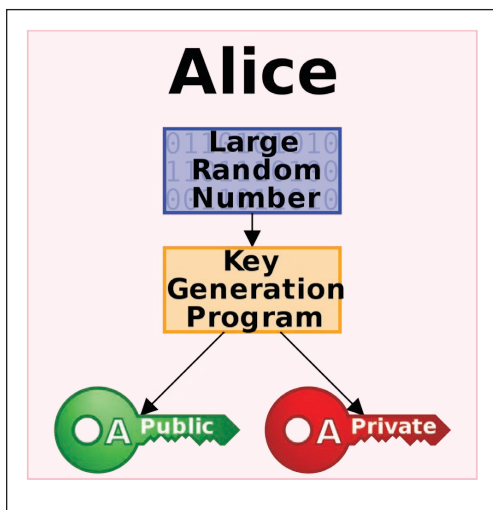 Alice
Large
Random
Number
Key
Generation
Program
A Public
A Private